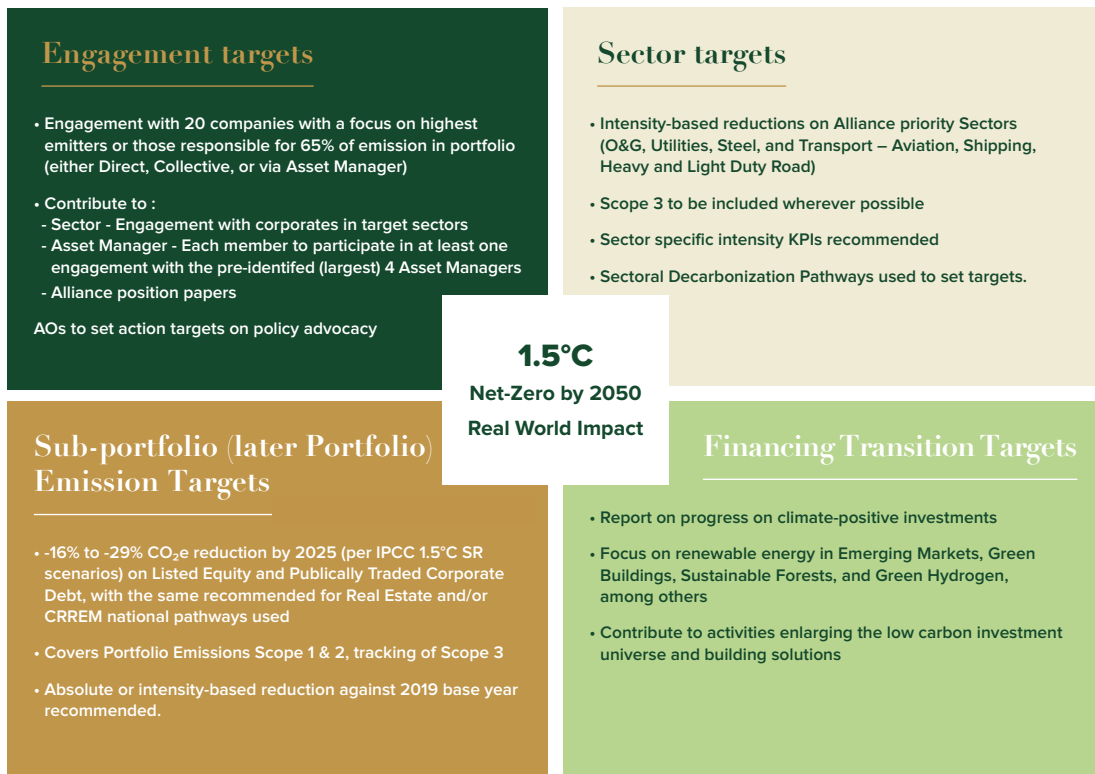 Engagement targets
• Engagement with 20 companies with a focus on highest
emitters or those responsible for 65% of emission in portfolio
(either Direct, Collective, or via Asset Manager)
• Contribute to :
- Sector - Engagement with corporates in target sectors
- Asset Manager - Each member to participate in at least one
engagement with the pre-identifed (largest) 4 Asset Managers
- Alliance position papers
AOs to set action targets on policy advocacy
Sector targets
• Intensity-based reductions on Alliance priority Sectors
(O&G, Utilities, Steel, and Transport – Aviation, Shipping,
Heavy and Light Duty Road)
• Scope 3 to be included wherever possible
• Sector specific intensity KPIs recommended
• Sectoral Decarbonization Pathways used to set targets.
1.5°C
Net-Zero by 2050
Real World Impact
Sub-portfolio (later Portfolio)
Emission Targets
• -16% to -29% CO₂e reduction by 2025 (per IPCC 1.5°C SR
scenarios) on Listed Equity and Publically Traded Corporate
Debt, with the same recommended for Real Estate and/or
CRREM national pathways used
• Covers Portfolio Emissions Scope 1 & 2, tracking of Scope 3
• Absolute or intensity-based reduction against 2019 base year
recommended.
Financing Transition Targets
• Report on progress on climate-positive investments
• Focus on renewable energy in Emerging Markets, Green
Buildings, Sustainable Forests, and Green Hydrogen,
among others
• Contribute to activities enlarging the low carbon investment
universe and building solutions